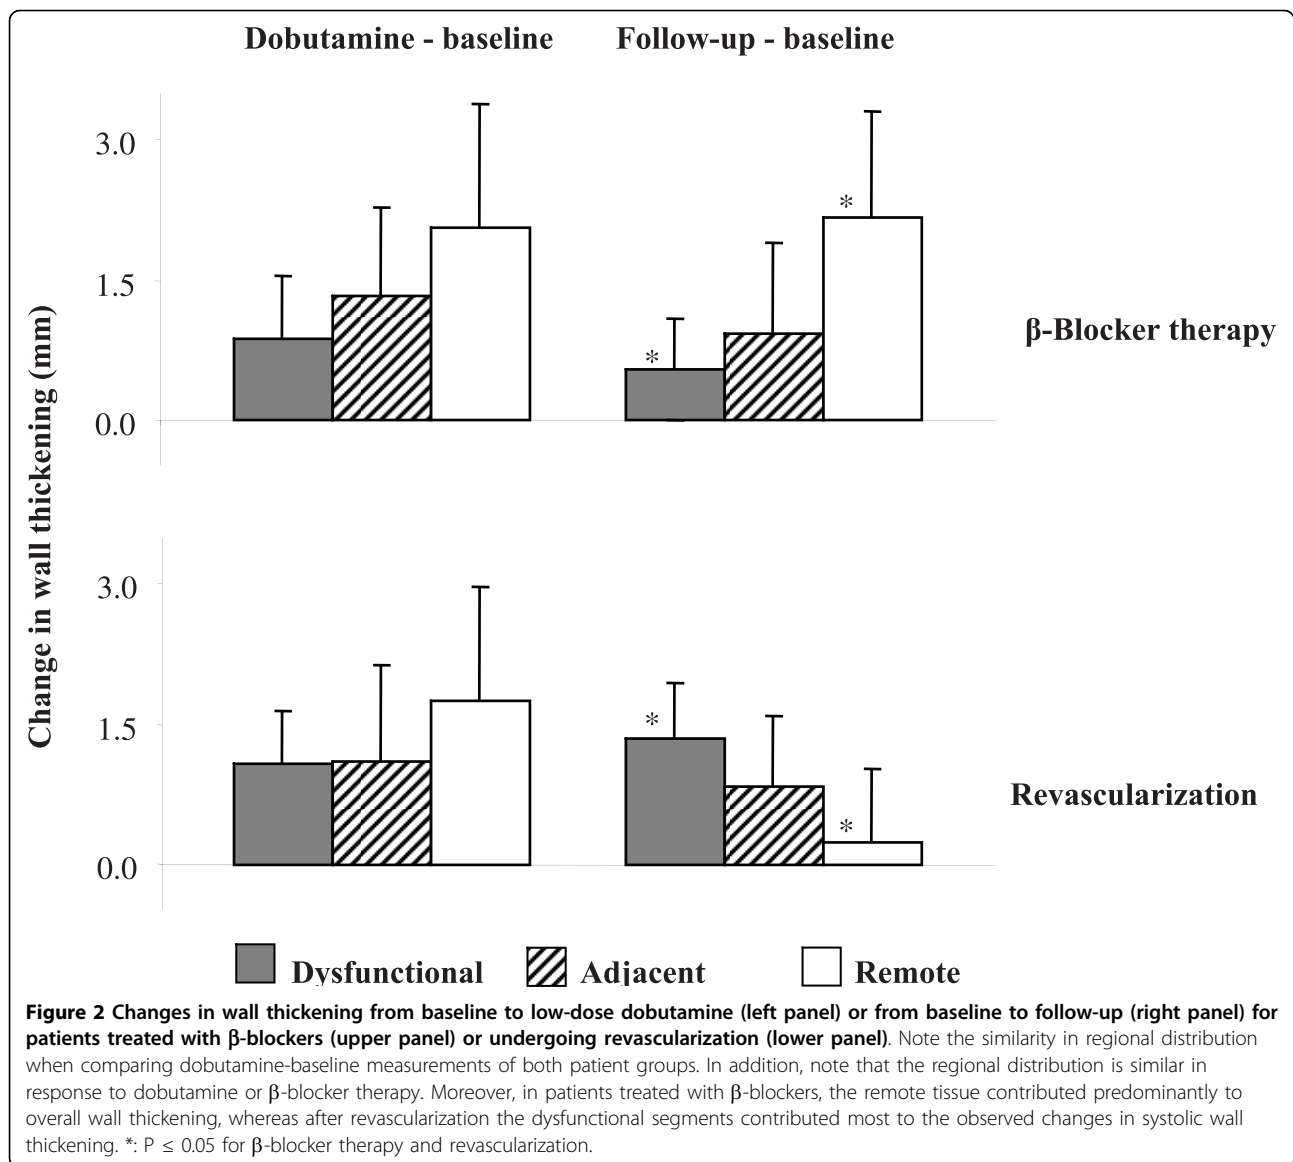 Dobutamine - baseline Follow-up - baseline
3.0
*
1.5
*
0.0
β-Blocker therapy
Change in wall thickening (mm)
3.0
1.5
*
*
0.0
Revascularization
Dysfunctional Adjacent Remote
Figure 2 Changes in wall thickening from baseline to low-dose dobutamine (left panel) or from baseline to follow-up (right panel) for
patients treated with β-blockers (upper panel) or undergoing revascularization (lower panel). Note the similarity in regional distribution
when comparing dobutamine-baseline measurements of both patient groups. In addition, note that the regional distribution is similar in
response to dobutamine or β-blocker therapy. Moreover, in patients treated with β-blockers, the remote tissue contributed predominantly to
overall wall thickening, whereas after revascularization the dysfunctional segments contributed most to the observed changes in systolic wall
thickening. *: P ≤ 0.05 for β-blocker therapy and revascularization.